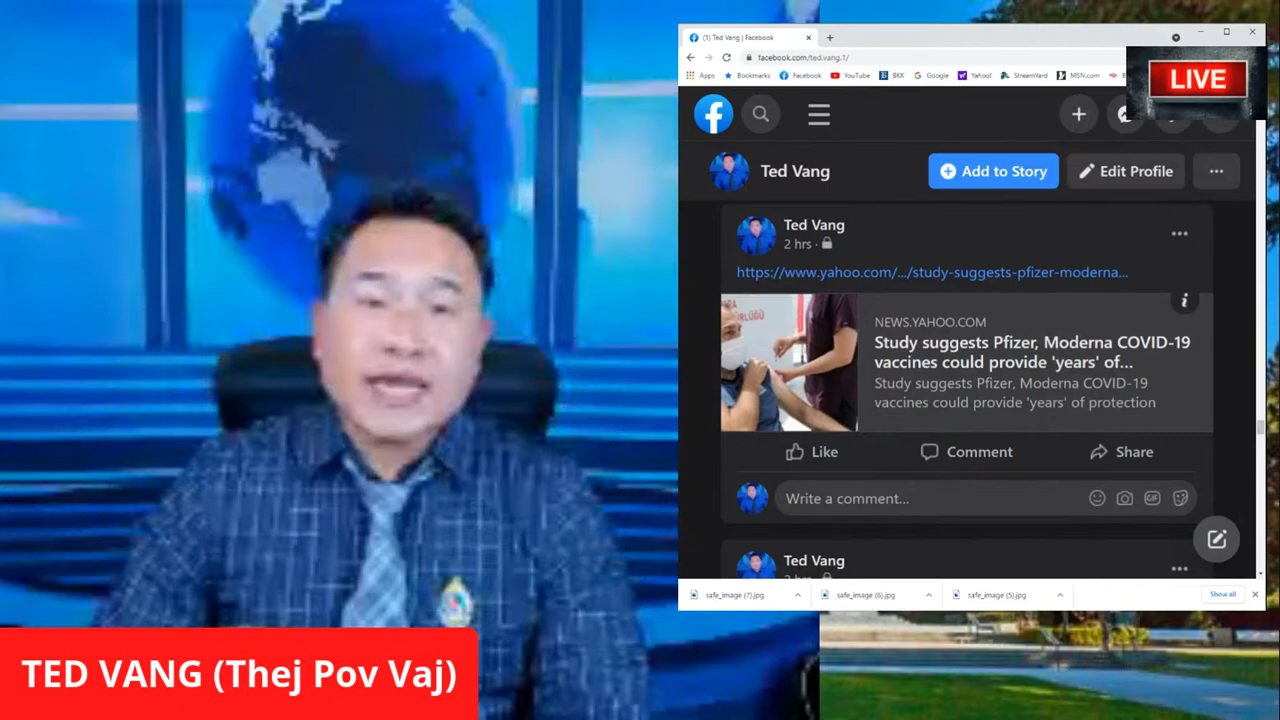 (1) Ted Vang | Facebook
facebook.com/ted.vang.1/
Apps Bookmarks Facebook YouTube BKK Google Yahoo! StreamYard MSN.com
LIVE
Ted Vang
Add to Story
Edit Profile
Ted Vang
2 hrs ·
https://www.yahoo.com/.../study-suggests-pfizer-moderna...
NEWS.YAHOO.COM
Study suggests Pfizer, Moderna COVID-19
vaccines could provide 'years' of...
Study suggests Pfizer, Moderna COVID-19
vaccines could provide 'years' of protection
Like Comment Share
Write a comment...
GIF
Ted Vang
safe_image (7).jpg safe_image (6).jpg safe_image (5).jpg Show all
TED VANG (Thej Pov Vaj)